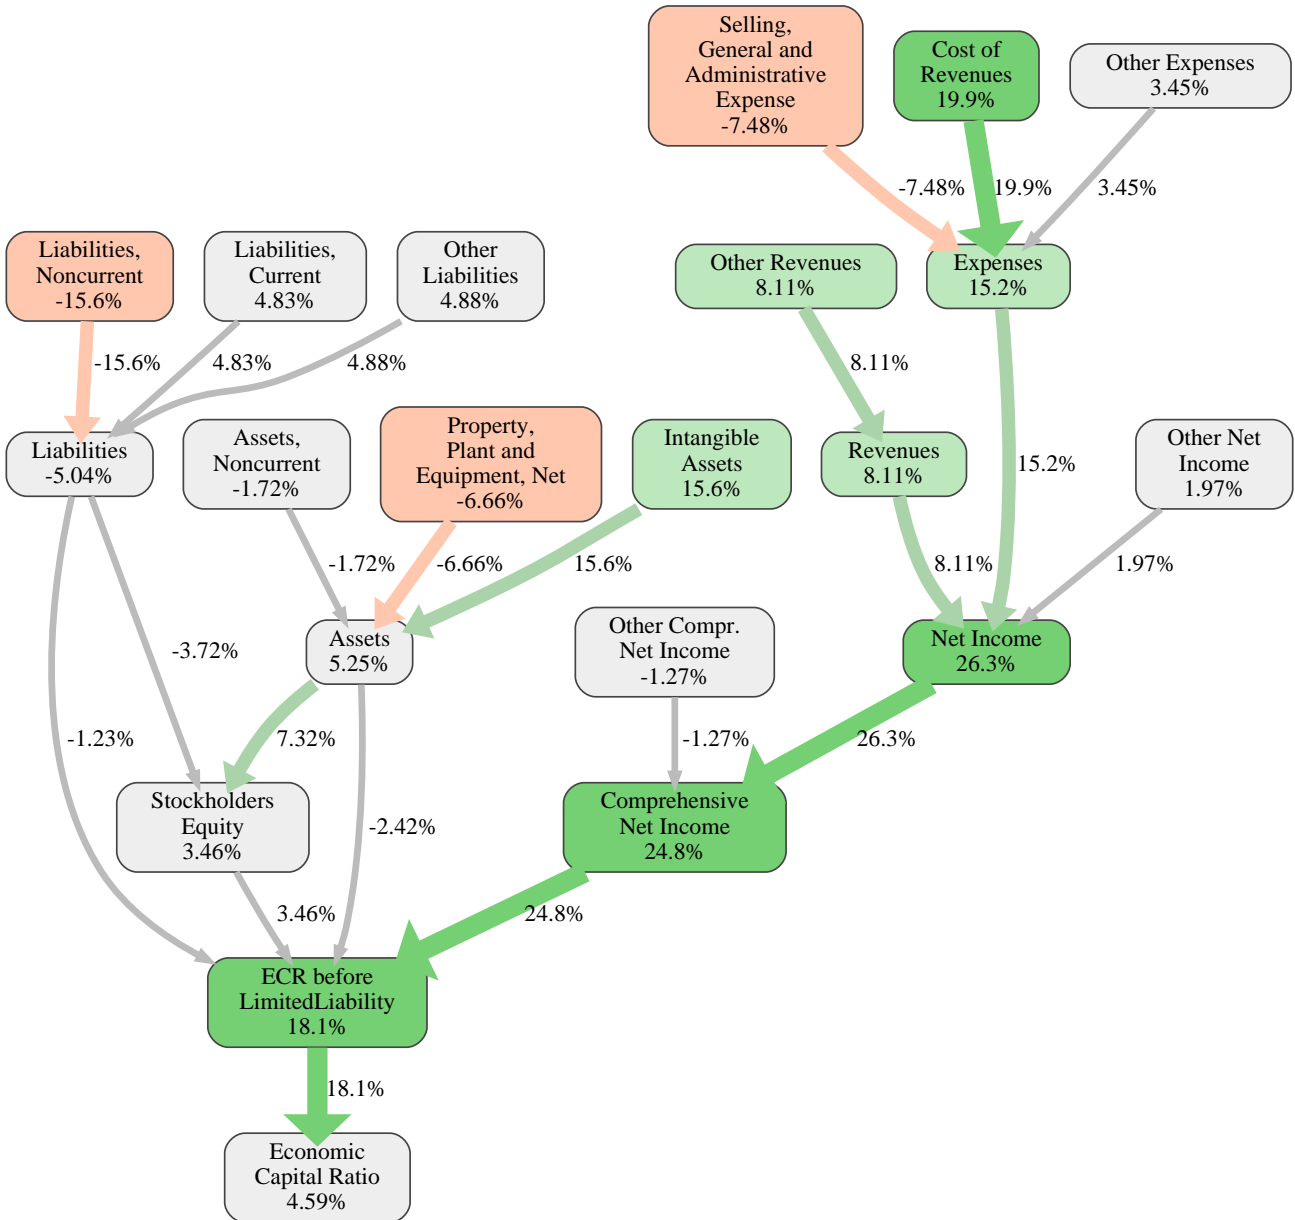 Selling,
General and
Administrative
Expense
-7.48%
Cost of
Revenues
19.9%
Other Expenses
3.45%
-7.48%
19.9%
3.45%
Liabilities,
Noncurrent
-15.6%
Liabilities,
Current
4.83%
Other
Liabilities
4.88%
Other Revenues
8.11%
Expenses
15.2%
-15.6%
4.83%
4.88%
8.11%
15.2%
Liabilities
-5.04%
Assets,
Noncurrent
-1.72%
Property,
Plant and
Equipment, Net
-6.66%
Intangible
Assets
15.6%
Revenues
8.11%
Other Net
Income
1.97%
-1.72%
-6.66%
15.6%
8.11%
1.97%
-3.72%
Assets
5.25%
Other Compr.
Net Income
-1.27%
Net Income
26.3%
-1.23%
7.32%
-2.42%
-1.27%
26.3%
Stockholders
Equity
3.46%
Comprehensive
Net Income
24.8%
3.46%
24.8%
ECR before
LimitedLiability
18.1%
18.1%
Economic
Capital Ratio
4.59%